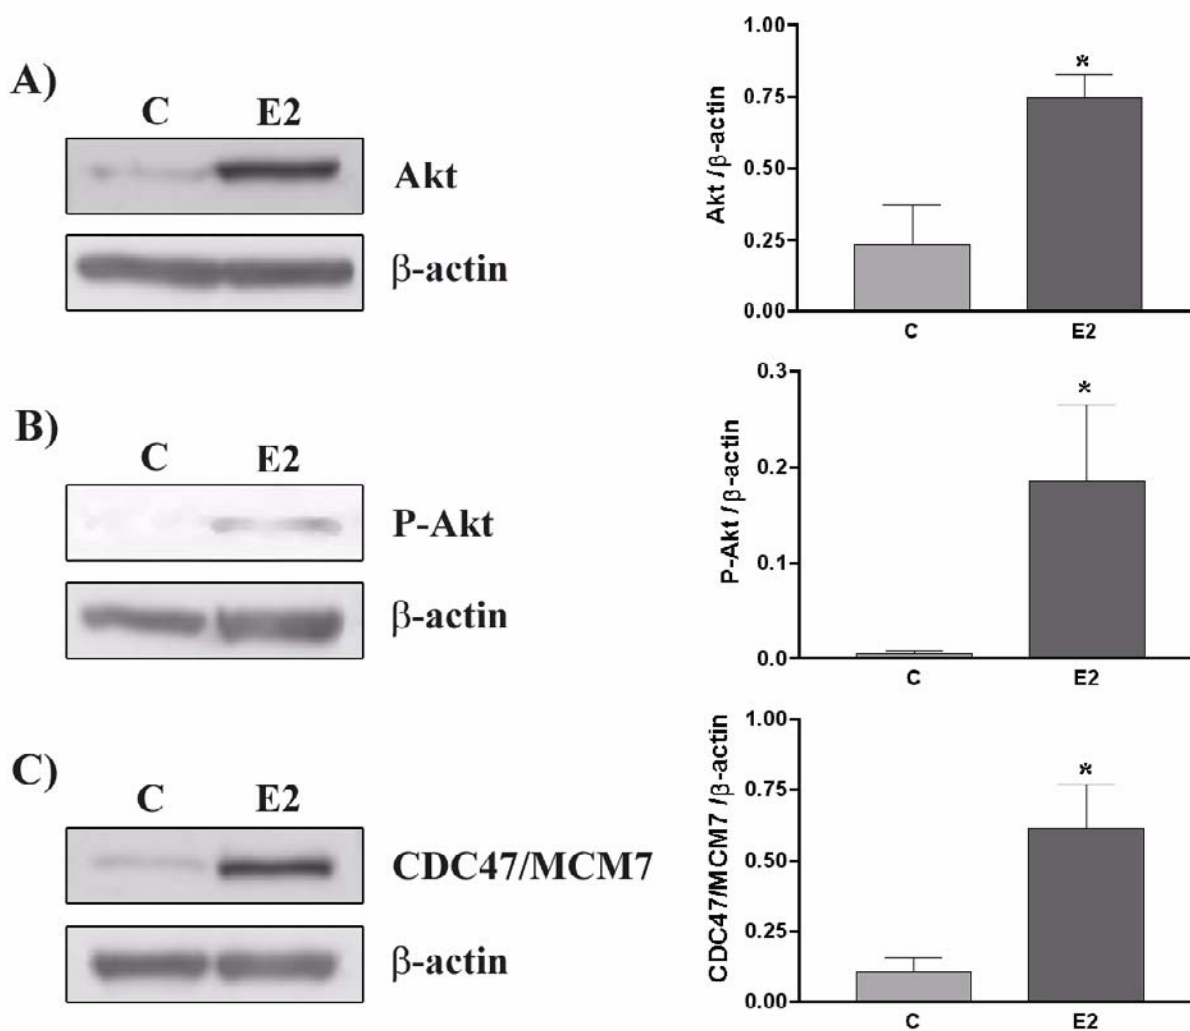 A)
C E2
Akt
β-actin
1.00
0.75
0.50
0.25
0.00
Akt /β-actin
*
C E2
B)
C E2
P-Akt
β-actin
0.3
0.2
0.1
0.0
P-Akt /β-actin
*
C E2
C)
C E2
CDC47/MCM7
β-actin
1.00
0.75
0.50
0.25
0.00
CDC47/MCM7 /β-actin
*
C E2